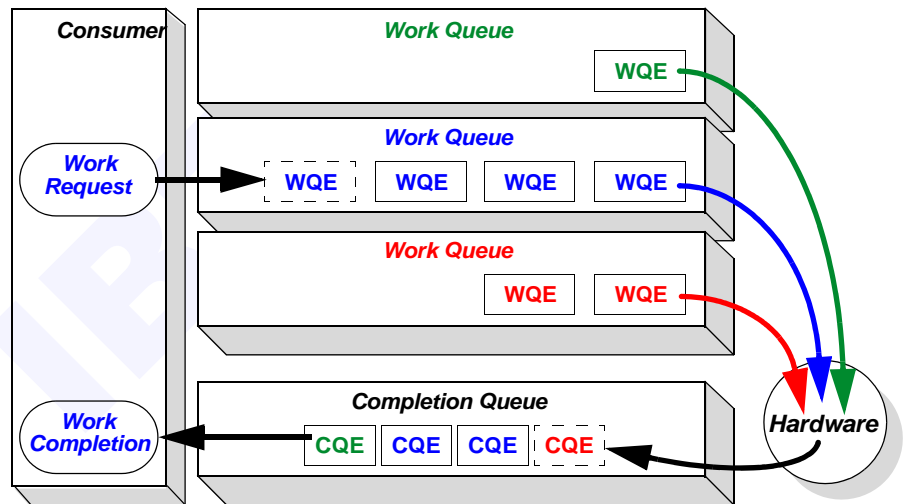 Consumer
Work Queue
WQE
Work Queue
Work
Request
WQE WQE WQE WQE
Work Queue
WQE WQE
Completion Queue
Hardware
Work
Completion
CQE CQE CQE CQE